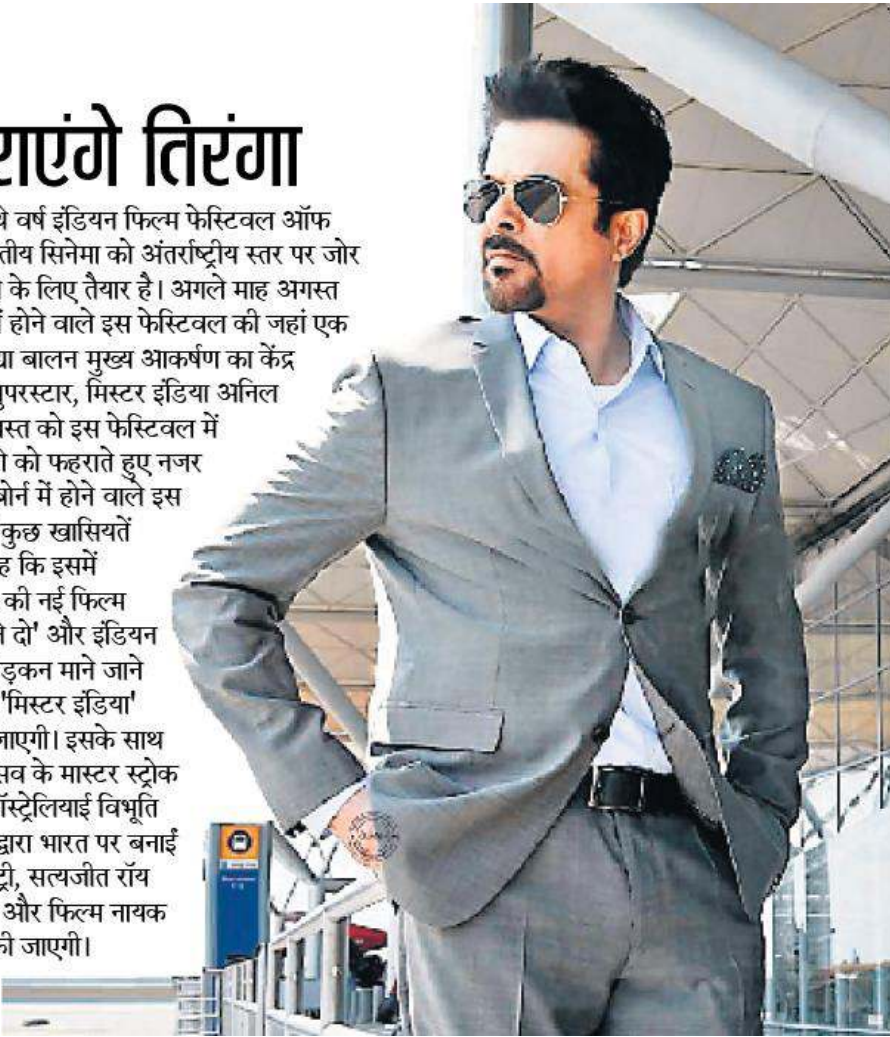 राएंगे तिरंगा
थे वर्ष इंडियन फिल्म फेस्टिवल ऑफ
तीय सिनेमा को अंतर्राष्ट्रीय स्तर पर जोर
के लिए तैयार है। अगले माह अगस्त
होने वाले इस फेस्टिवल की जहां एक
बालन मुख्य आकर्षण का केंद्र
सुपरस्टार, मिस्टर इंडिया अनिल
स्त को इस फेस्टिवल में
को फहराते हुए नजर
बोर्न में होने वाले इस
कुछ खासियतें
ह कि इसमें
की नई फिल्म
दो' और इंडियन
ड़कन माने जाने
'मिस्टर इंडिया'
जाएगी। इसके साथ
सव के मास्टर स्ट्रोक
ऑस्ट्रेलियाई विभूति
द्वारा भारत पर बनाईं
ट्री, सत्यजीत रॉय
और फिल्म नायक
की जाएगी।